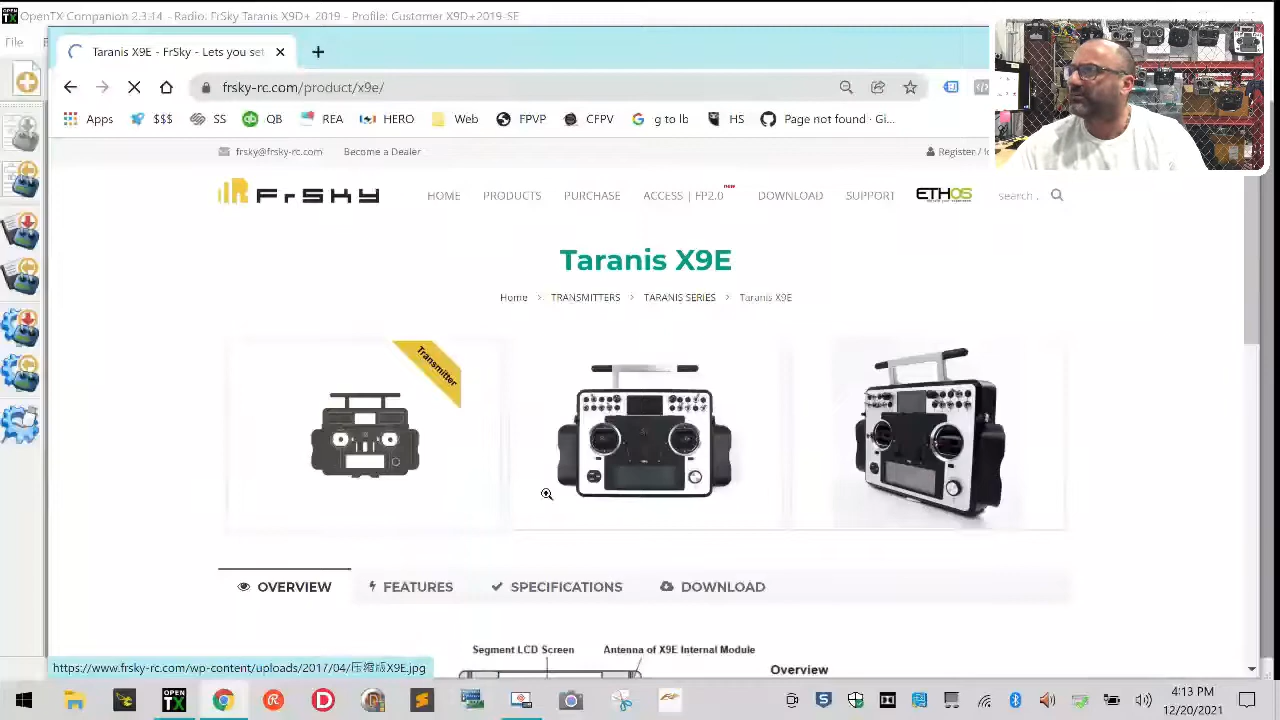 OpenTX Companion 2.3.14 - Radio: FrSky Taranis X9D+ 2019 - Profile: Customer X9D+2019-SE
File
Taranis X9E - FrSky - Lets you set
frsky-rc.com/product/x9e/
Apps $$$ SS QB REA HERO Web FPVP CFPV g to lb HS Page not found · Gi...
frsky@frsky-rc.com Become a Dealer Register /
FrSKY HOME PRODUCTS PURCHASE ACCESS | FP2.0 new DOWNLOAD SUPPORT ETHOS search .
Taranis X9E
Home > TRANSMITTERS > TARANIS SERIES > Taranis X9E
Transmitter
OVERVIEW FEATURES SPECIFICATIONS DOWNLOAD
Segment LCD Screen Antenna of X9E Internal Module
Overview
https://www.frsky-rc.com/wp-content/uploads/2017/04/压缩版X9E.jpg
OPEN TX
4:13 PM
12/20/2021